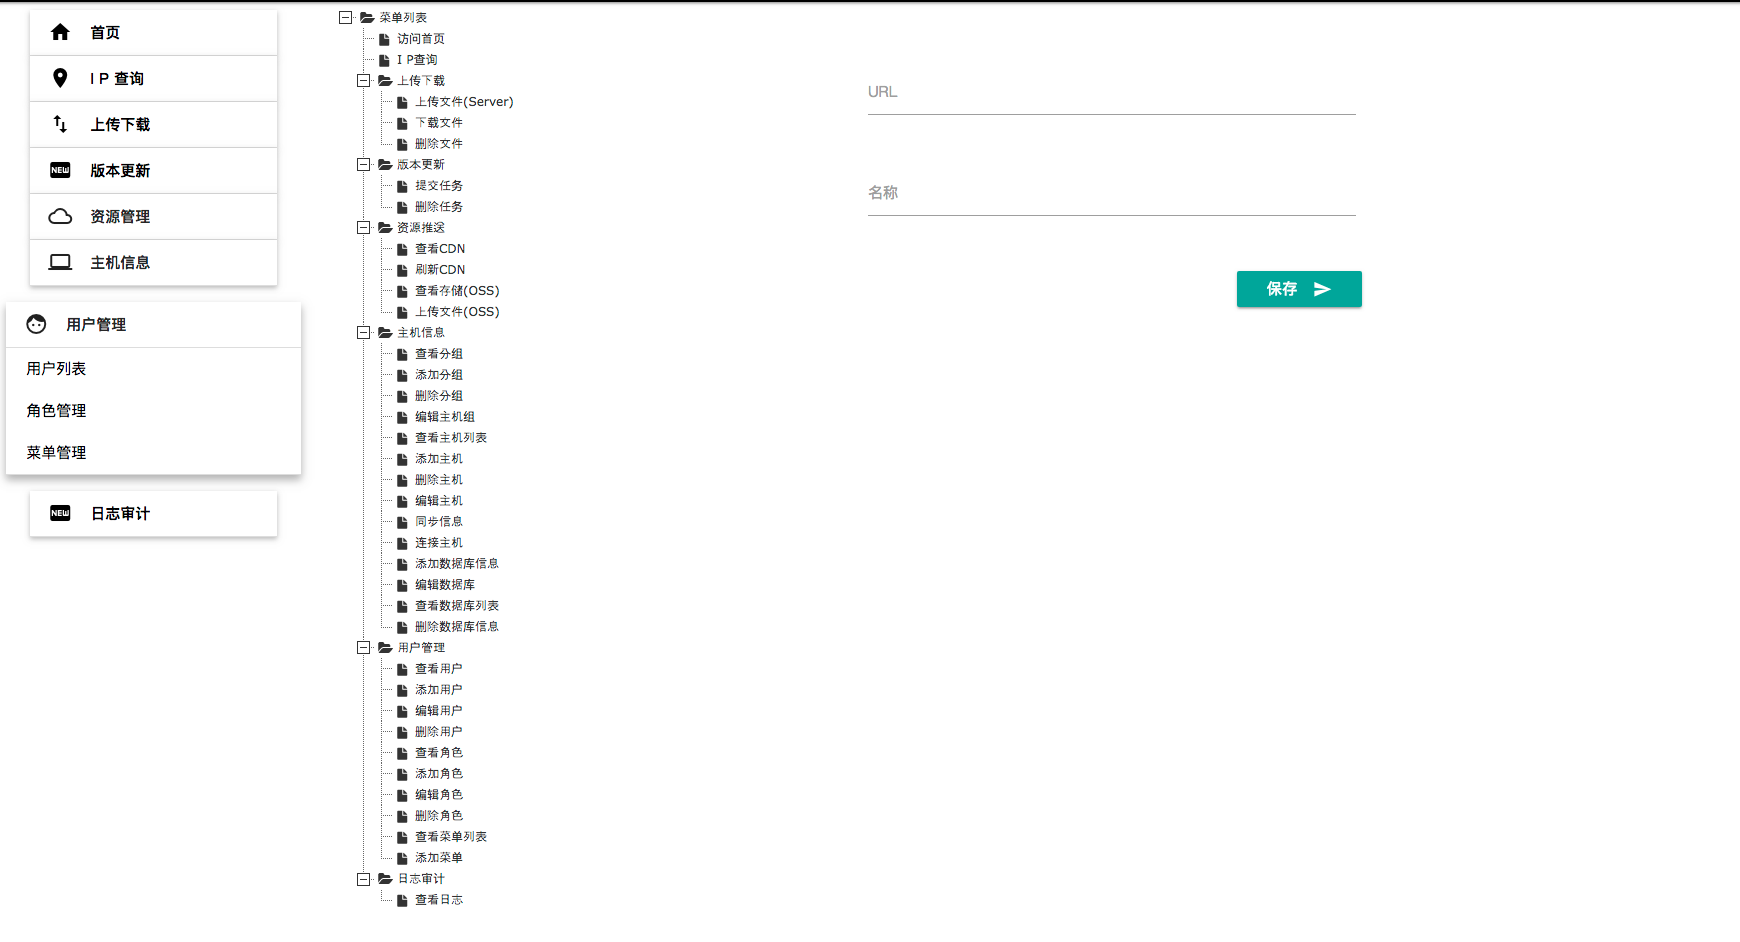 首页
I P 查询
上传下载
NEW 版本更新
资源管理
主机信息
用户管理
用户列表
角色管理
菜单管理
NEW 日志审计
菜单列表
访问首页
I P查询
上传下载
上传文件(Server)
下载文件
删除文件
版本更新
提交任务
删除任务
资源推送
查看CDN
刷新CDN
查看存储(OSS)
上传文件(OSS)
主机信息
查看分组
添加分组
删除分组
编辑主机组
查看主机列表
添加主机
删除主机
编辑主机
同步信息
连接主机
添加数据库信息
编辑数据库
查看数据库列表
删除数据库信息
用户管理
查看用户
添加用户
编辑用户
删除用户
查看角色
添加角色
编辑角色
删除角色
查看菜单列表
添加菜单
日志审计
查看日志
URL
名称
保存